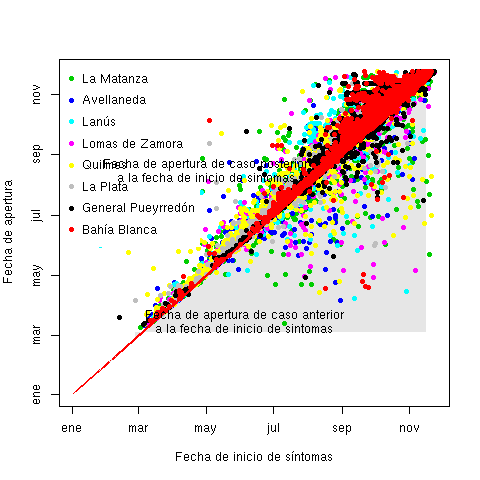 La Matanza
Avellaneda
Lanús
Lomas de Zamora
Quilmes
La Plata
General Pueyrredón
Bahía Blanca
Fecha de apertura de caso posterior
a la fecha de inicio de sintomas
Fecha de apertura de caso anterior
a la fecha de inicio de sintomas
Fecha de apertura
nov
sep
jul
may
mar
ene
ene mar may jul sep nov
Fecha de inicio de síntomas